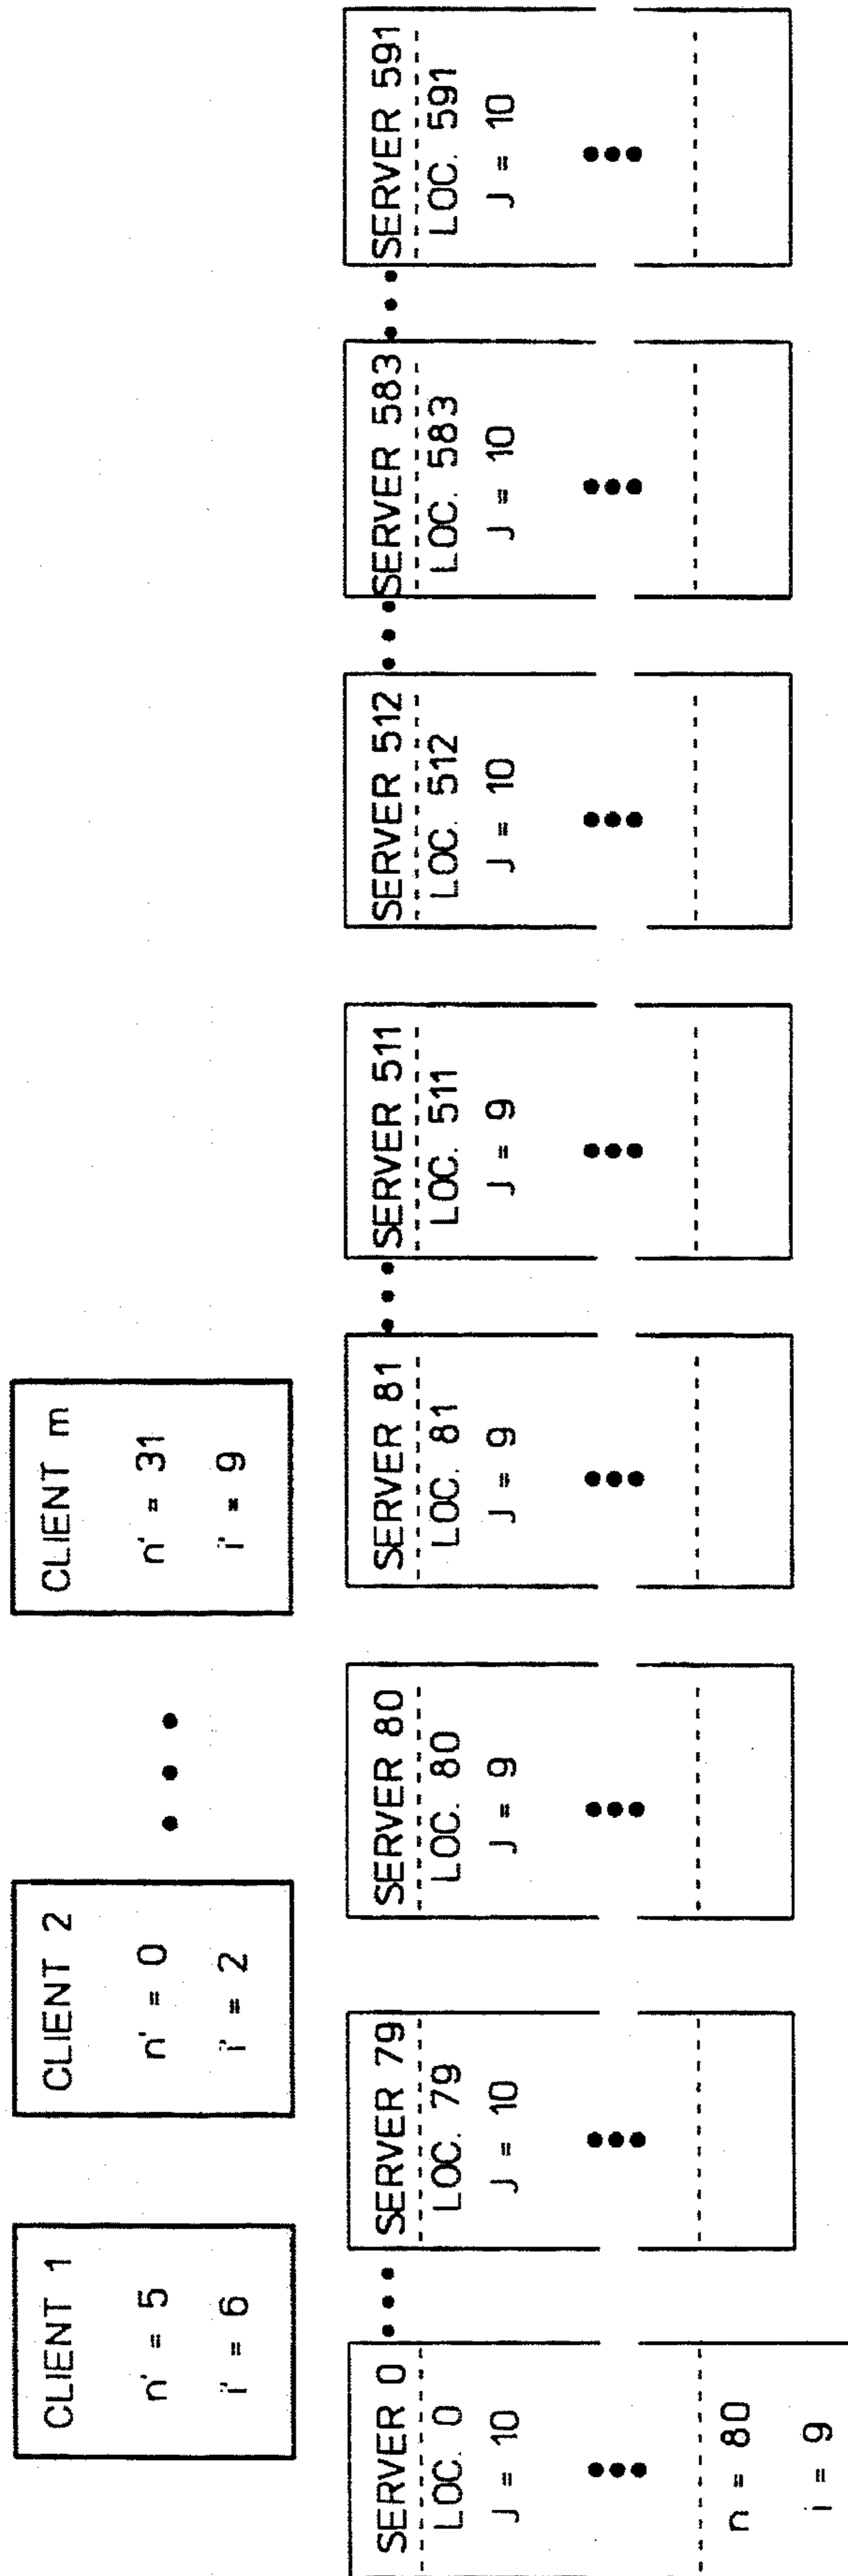 CLIENT 1
n' = 5
i' = 6
CLIENT 2
n' = 0
i' = 2
CLIENT m
n' = 31
i' = 9
SERVER 0
LOC. 0
J = 10
n = 80
i = 9
SERVER 79
LOC. 79
J = 10
SERVER 80
LOC. 80
J = 9
SERVER 81
LOC. 81
J = 9
SERVER 511
LOC. 511
J = 9
SERVER 512
LOC. 512
J = 10
SERVER 583
LOC. 583
J = 10
SERVER 591
LOC. 591
J = 10